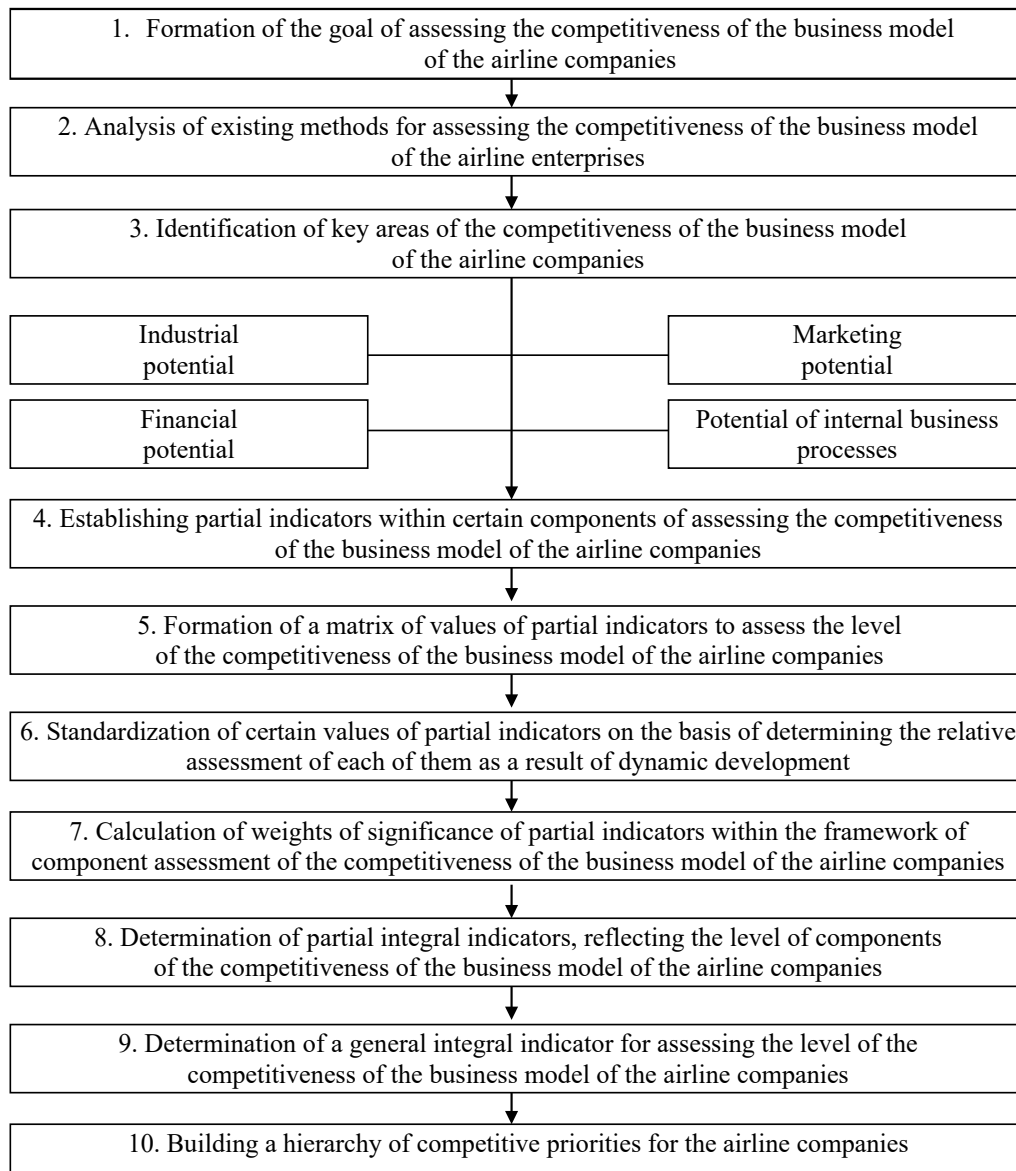 1. Formation of the goal of assessing the competitiveness of the business model
of the airline companies
2. Analysis of existing methods for assessing the competitiveness of the business model
of the airline enterprises
3. Identification of key areas of the competitiveness of the business model
of the airline companies
Industrial
potential
Marketing
potential
Financial
potential
Potential of internal business
processes
4. Establishing partial indicators within certain components of assessing the competitiveness
of the business model of the airline companies
5. Formation of a matrix of values of partial indicators to assess the level
of the competitiveness of the business model of the airline companies
6. Standardization of certain values of partial indicators on the basis of determining the relative
assessment of each of them as a result of dynamic development
7. Calculation of weights of significance of partial indicators within the framework of
component assessment of the competitiveness of the business model of the airline companies
8. Determination of partial integral indicators, reflecting the level of components
of the competitiveness of the business model of the airline companies
9. Determination of a general integral indicator for assessing the level of the
competitiveness of the business model of the airline companies
10. Building a hierarchy of competitive priorities for the airline companies